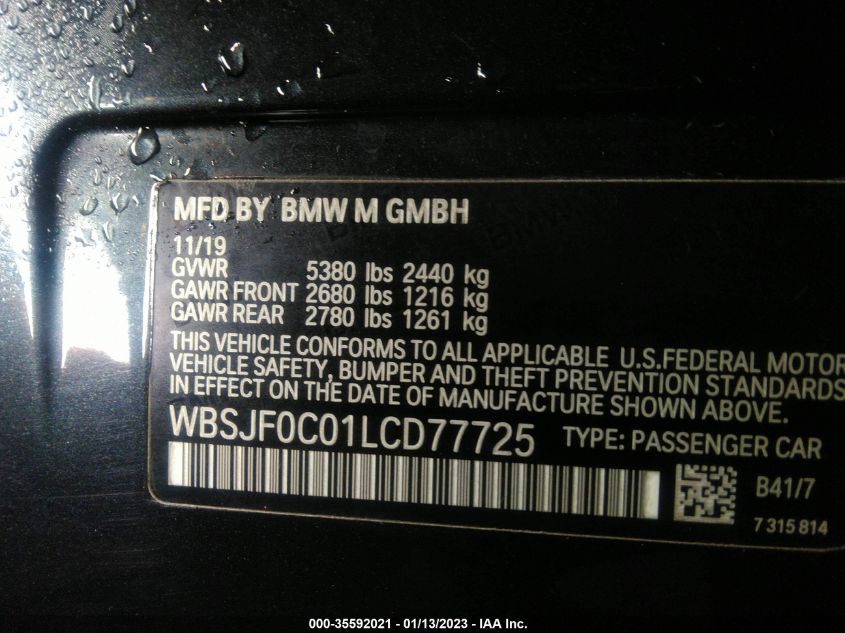 MFD BY BMW M GMBH
11/19
GVWR 5380 lbs 2440 kg
GAWR FRONT 2680 lbs 1216 kg
GAWR REAR 2780 lbs 1261 kg
THIS VEHICLE CONFORMS TO ALL APPLICABLE U.S.FEDERAL MOTOR
VEHICLE SAFETY, BUMPER AND THEFT PREVENTION STANDARDS
IN EFFECT ON THE DATE OF MANUFACTURE SHOWN ABOVE.
WBSJF0C01LCD77725 TYPE: PASSENGER CAR
B41/7
7 315 814
000-35592021 - 01/13/2023 - IAA Inc.